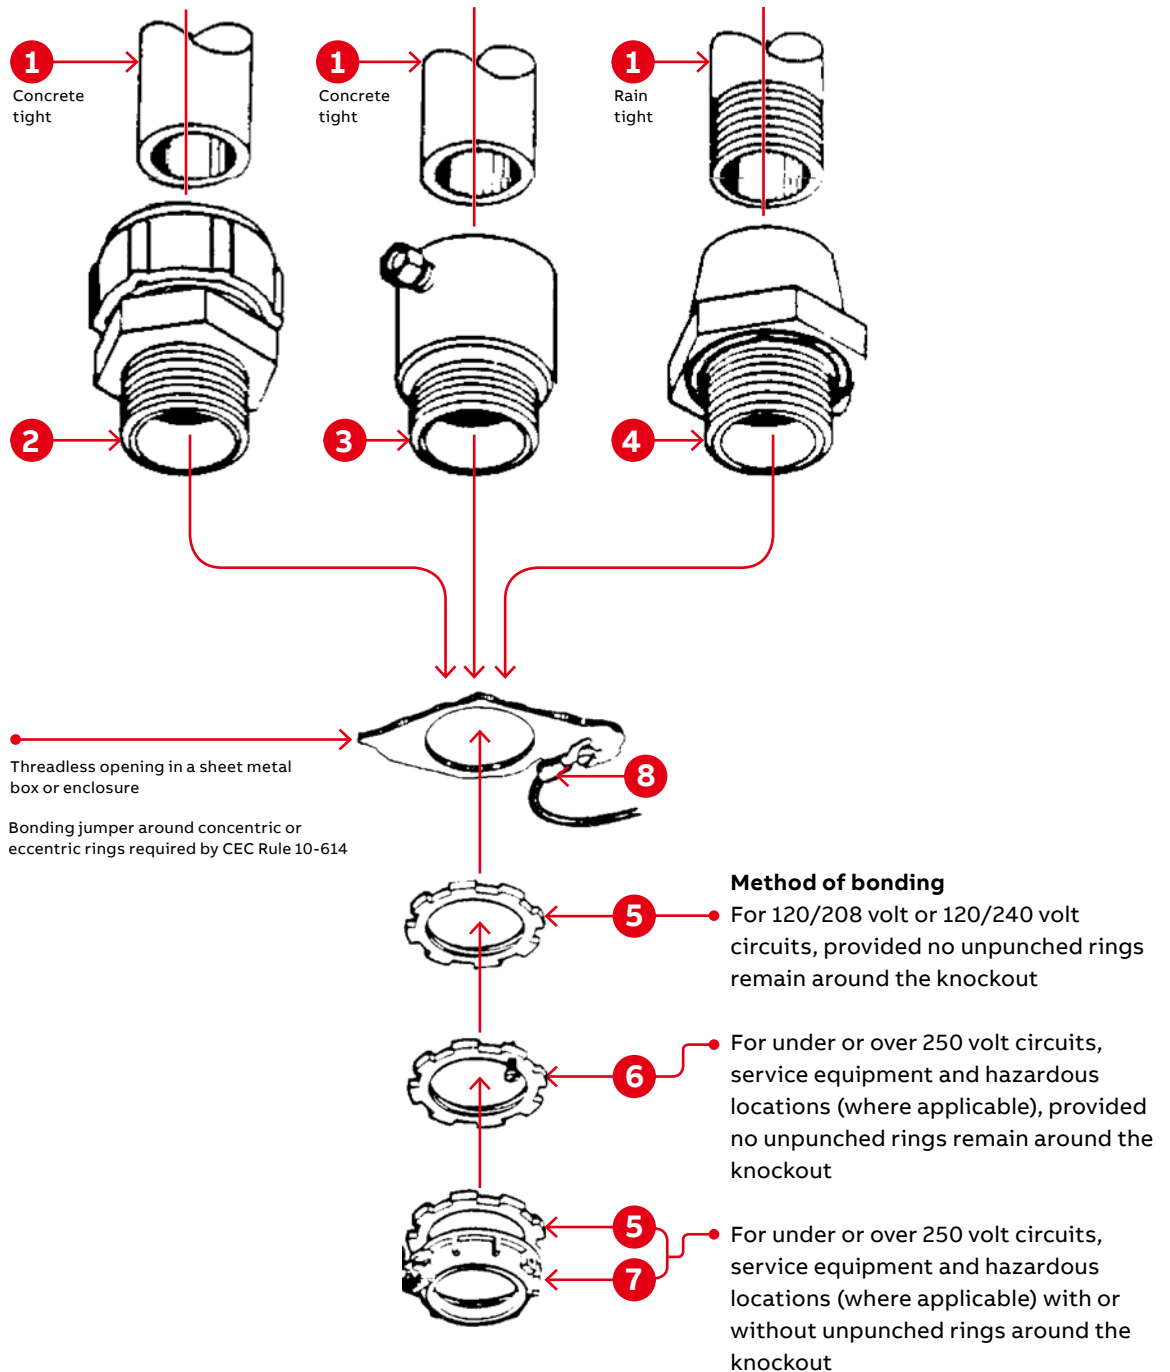 1
Concrete
tight
1
Concrete
tight
1
Rain
tight
2
3
4
Threadless opening in a sheet metal
box or enclosure
Bonding jumper around concentric or
eccentric rings required by CEC Rule 10-614
8
Method of bonding
5
For 120/208 volt or 120/240 volt
circuits, provided no unpunched rings
remain around the knockout
6
For under or over 250 volt circuits,
service equipment and hazardous
locations (where applicable), provided
no unpunched rings remain around the
knockout
5
7
For under or over 250 volt circuits,
service equipment and hazardous
locations (where applicable) with or
without unpunched rings around the
knockout